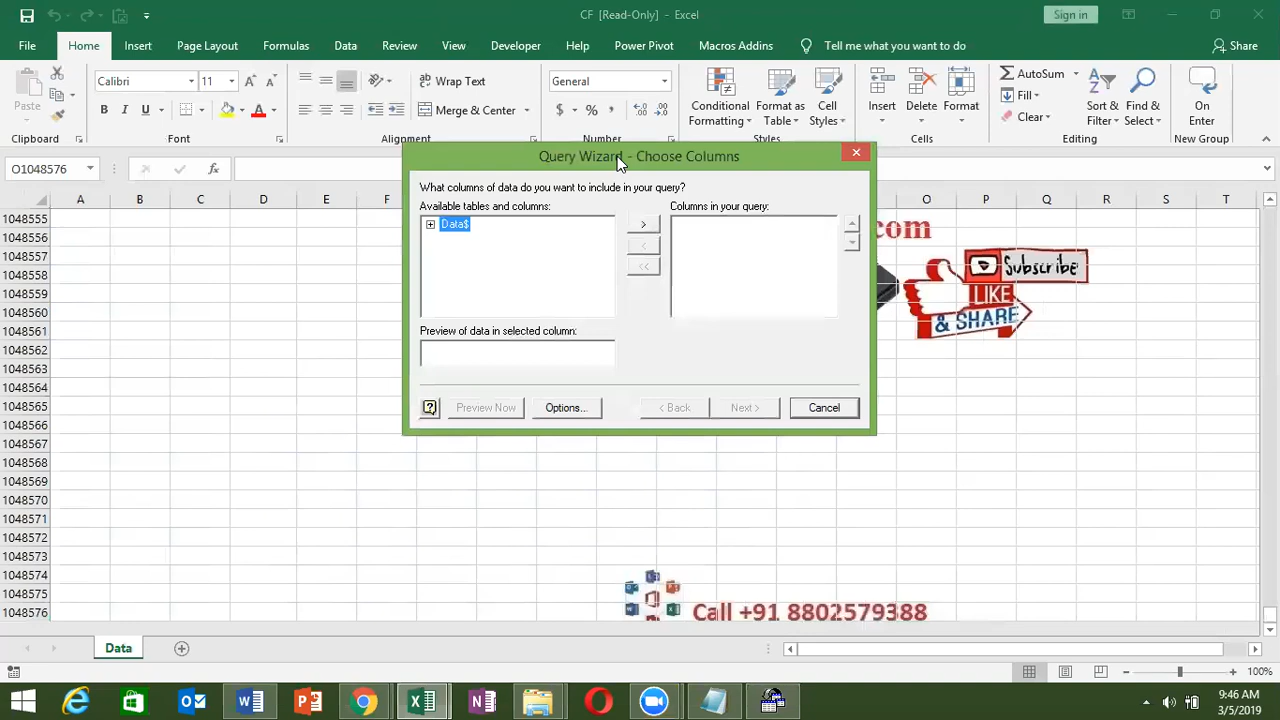 CF [Read-Only] - Excel
Sign in
File Home Insert Page Layout Formulas Data Review View Developer Help Power Pivot Macros Addins Tell me what you want to do Share
Paste
Calibri 11
Wrap Text
General
Conditional Formatting
Format as Table
Cell Styles
Insert Delete Format
AutoSum
Fill
Clear
Sort & Filter
Find & Select
On Enter
B I U A
Merge & Center
$ % ,
Clipboard Font Alignment Number Styles Cells Editing New Group
O1048576
fx
Query Wizard - Choose Columns
What columns of data do you want to include in your query?
Available tables and columns:
Columns in your query:
Data$
>
<
<<
Preview of data in selected column:
Preview Now
Options...
< Back
Next >
Cancel
A B C D E F O P Q R S T
1048555
1048556
1048557
1048558
1048559
1048560
1048561
1048562
1048563
1048564
1048565
1048566
1048567
1048568
1048569
1048570
1048571
1048572
1048573
1048574
1048575
1048576
com
Subscribe
LIKE
& SHARE
Call +91 8802579388
Data
100%
9:46 AM
3/5/2019